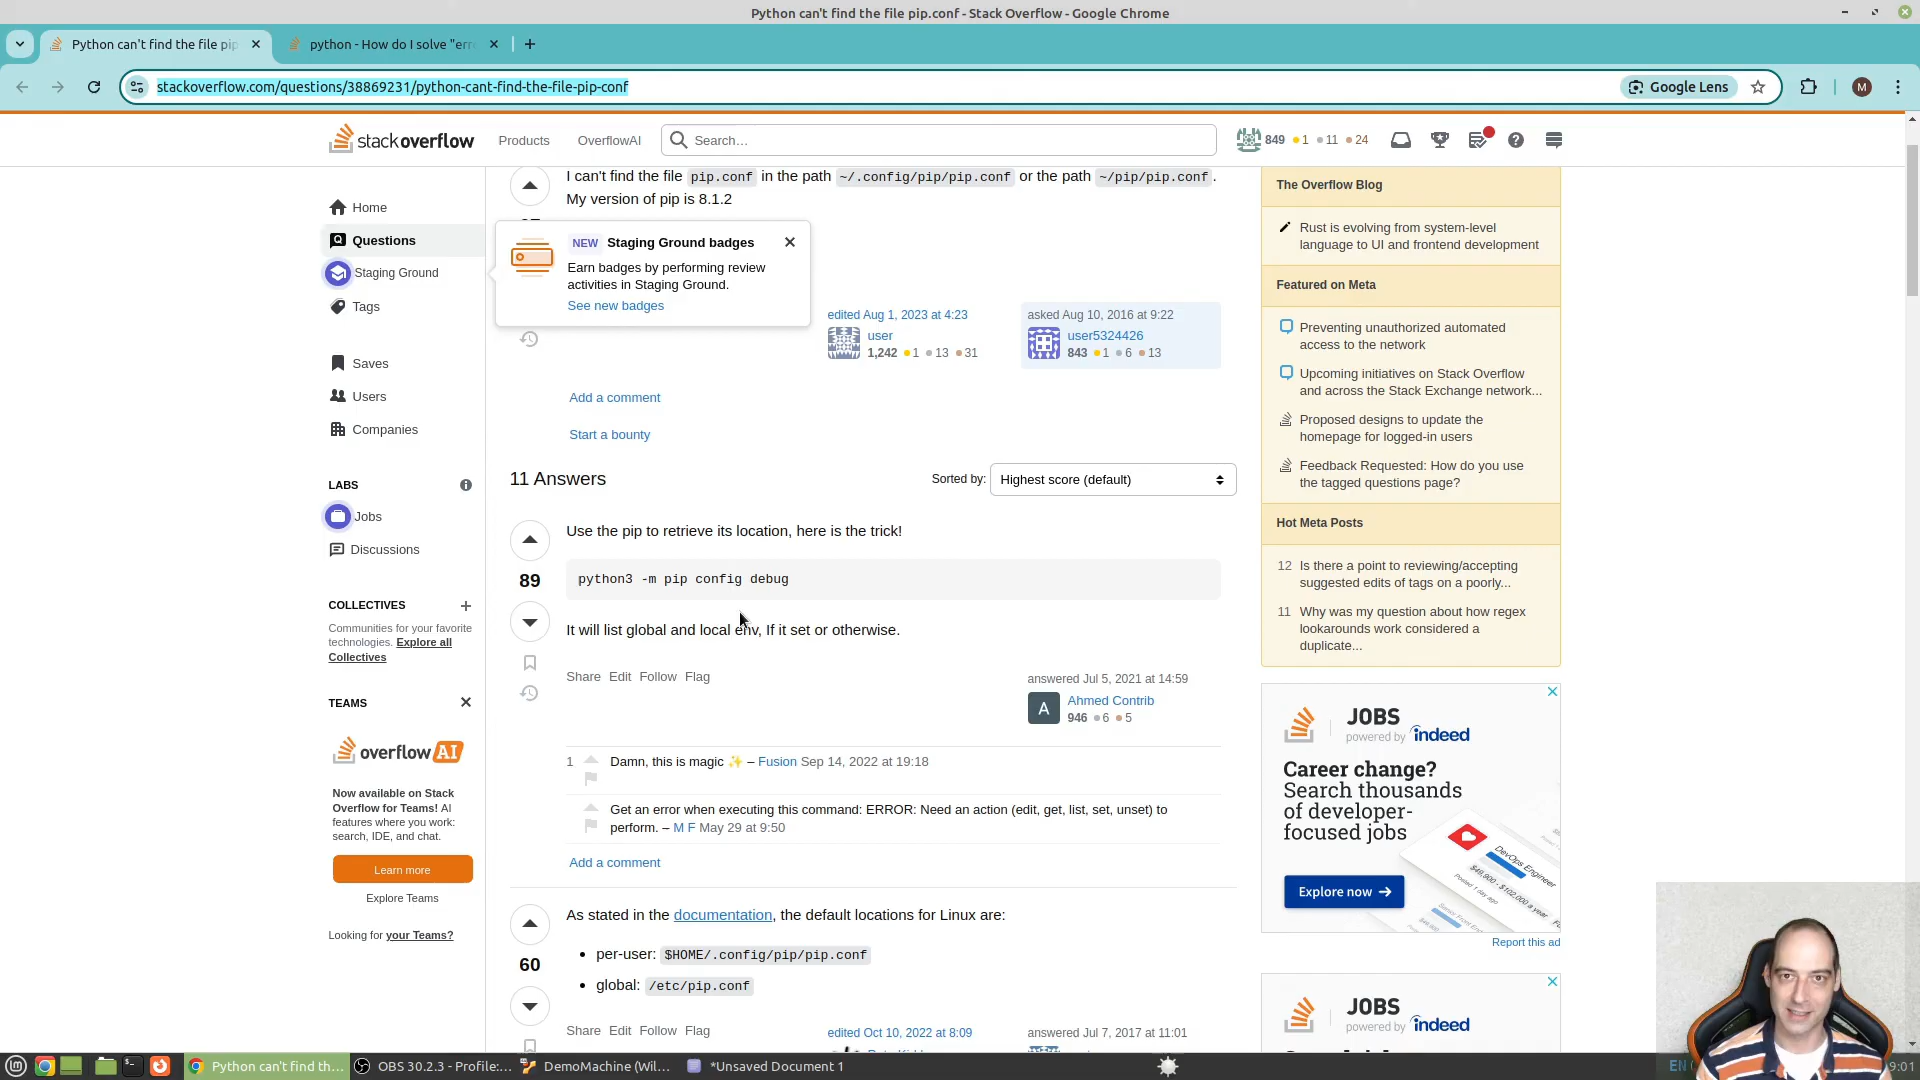 Python can't find the file pip.conf - Stack Overflow - Google Chrome
Python can't find the file pip
python - How do I solve "err
stackoverflow.com/questions/38869231/python-cant-find-the-file-pip-conf
Google Lens
M
stackoverflow
Products
OverflowAI
Search…
849 1 11 24
I can't find the file pip.conf in the path ~/.config/pip/pip.conf or the path ~/pip/pip.conf.
My version of pip is 8.1.2
Home
Questions
Staging Ground
Tags
Saves
Users
Companies
LABS
Jobs
Discussions
COLLECTIVES
Communities for your favorite
technologies. Explore all
Collectives
TEAMS
overflowAI
Now available on Stack
Overflow for Teams! AI
features where you work:
search, IDE, and chat.
Learn more
Explore Teams
Looking for your Teams?
NEW Staging Ground badges
Earn badges by performing review
activities in Staging Ground.
See new badges
edited Aug 1, 2023 at 4:23
user
1,242 1 13 31
asked Aug 10, 2016 at 9:22
user5324426
843 1 6 13
Add a comment
Start a bounty
11 Answers
Sorted by:
Highest score (default)
89
Use the pip to retrieve its location, here is the trick!
python3 -m pip config debug
It will list global and local env, If it set or otherwise.
Share Edit Follow Flag
answered Jul 5, 2021 at 14:59
A
Ahmed Contrib
946 6 5
1 Damn, this is magic ✨ – Fusion Sep 14, 2022 at 19:18
Get an error when executing this command: ERROR: Need an action (edit, get, list, set, unset) to
perform. – M F May 29 at 9:50
Add a comment
60
As stated in the documentation, the default locations for Linux are:
per-user: $HOME/.config/pip/pip.conf
global: /etc/pip.conf
Share Edit Follow Flag
edited Oct 10, 2022 at 8:09
answered Jul 7, 2017 at 11:01
The Overflow Blog
Rust is evolving from system-level
language to UI and frontend development
Featured on Meta
Preventing unauthorized automated
access to the network
Upcoming initiatives on Stack Overflow
and across the Stack Exchange network...
Proposed designs to update the
homepage for logged-in users
Feedback Requested: How do you use
the tagged questions page?
Hot Meta Posts
12 Is there a point to reviewing/accepting
suggested edits of tags on a poorly...
11 Why was my question about how regex
lookarounds work considered a
duplicate...
JOBS
powered by indeed
Career change?
Search thousands
of developer-
focused jobs
DevOps Engineer
Explore now
Report this ad
JOBS
powered by indeed
Python can't find th...
OBS 30.2.3 - Profile:...
DemoMachine (Wil...
*Unsaved Document 1
EN
9:01